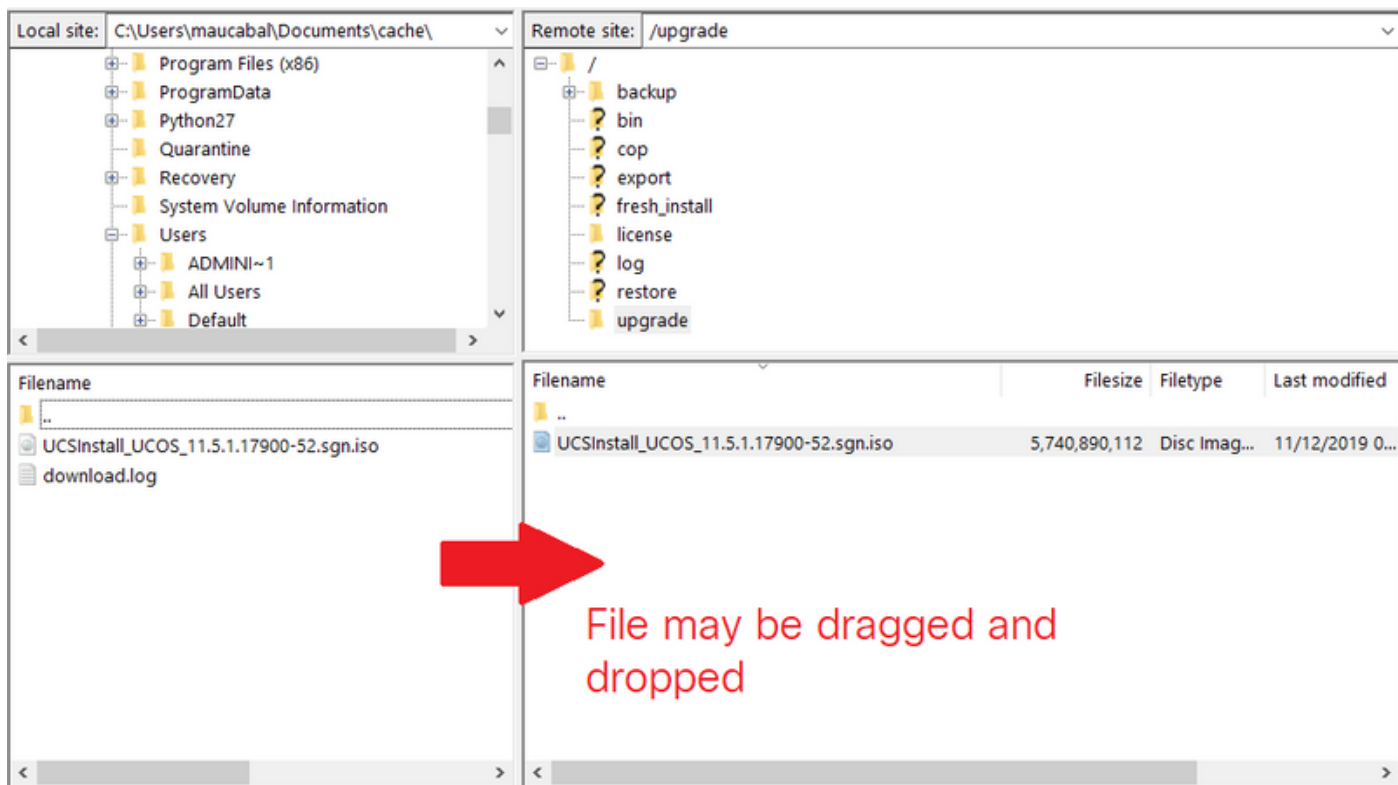 Local site: C:\Users\maucabal\Documents\cache\
Program Files (x86)
ProgramData
Python27
Quarantine
Recovery
System Volume Information
Users
ADMINI~1
All Users
Default
Remote site: /upgrade
/
backup
bin
cop
export
fresh_install
license
log
restore
upgrade
Filename
..
UCSInstall_UCOS_11.5.1.17900-52.sgn.iso
download.log
Filename Filesize Filetype Last modified
..
UCSInstall_UCOS_11.5.1.17900-52.sgn.iso 5,740,890,112 Disc Imag... 11/12/2019 0...
File may be dragged and
dropped